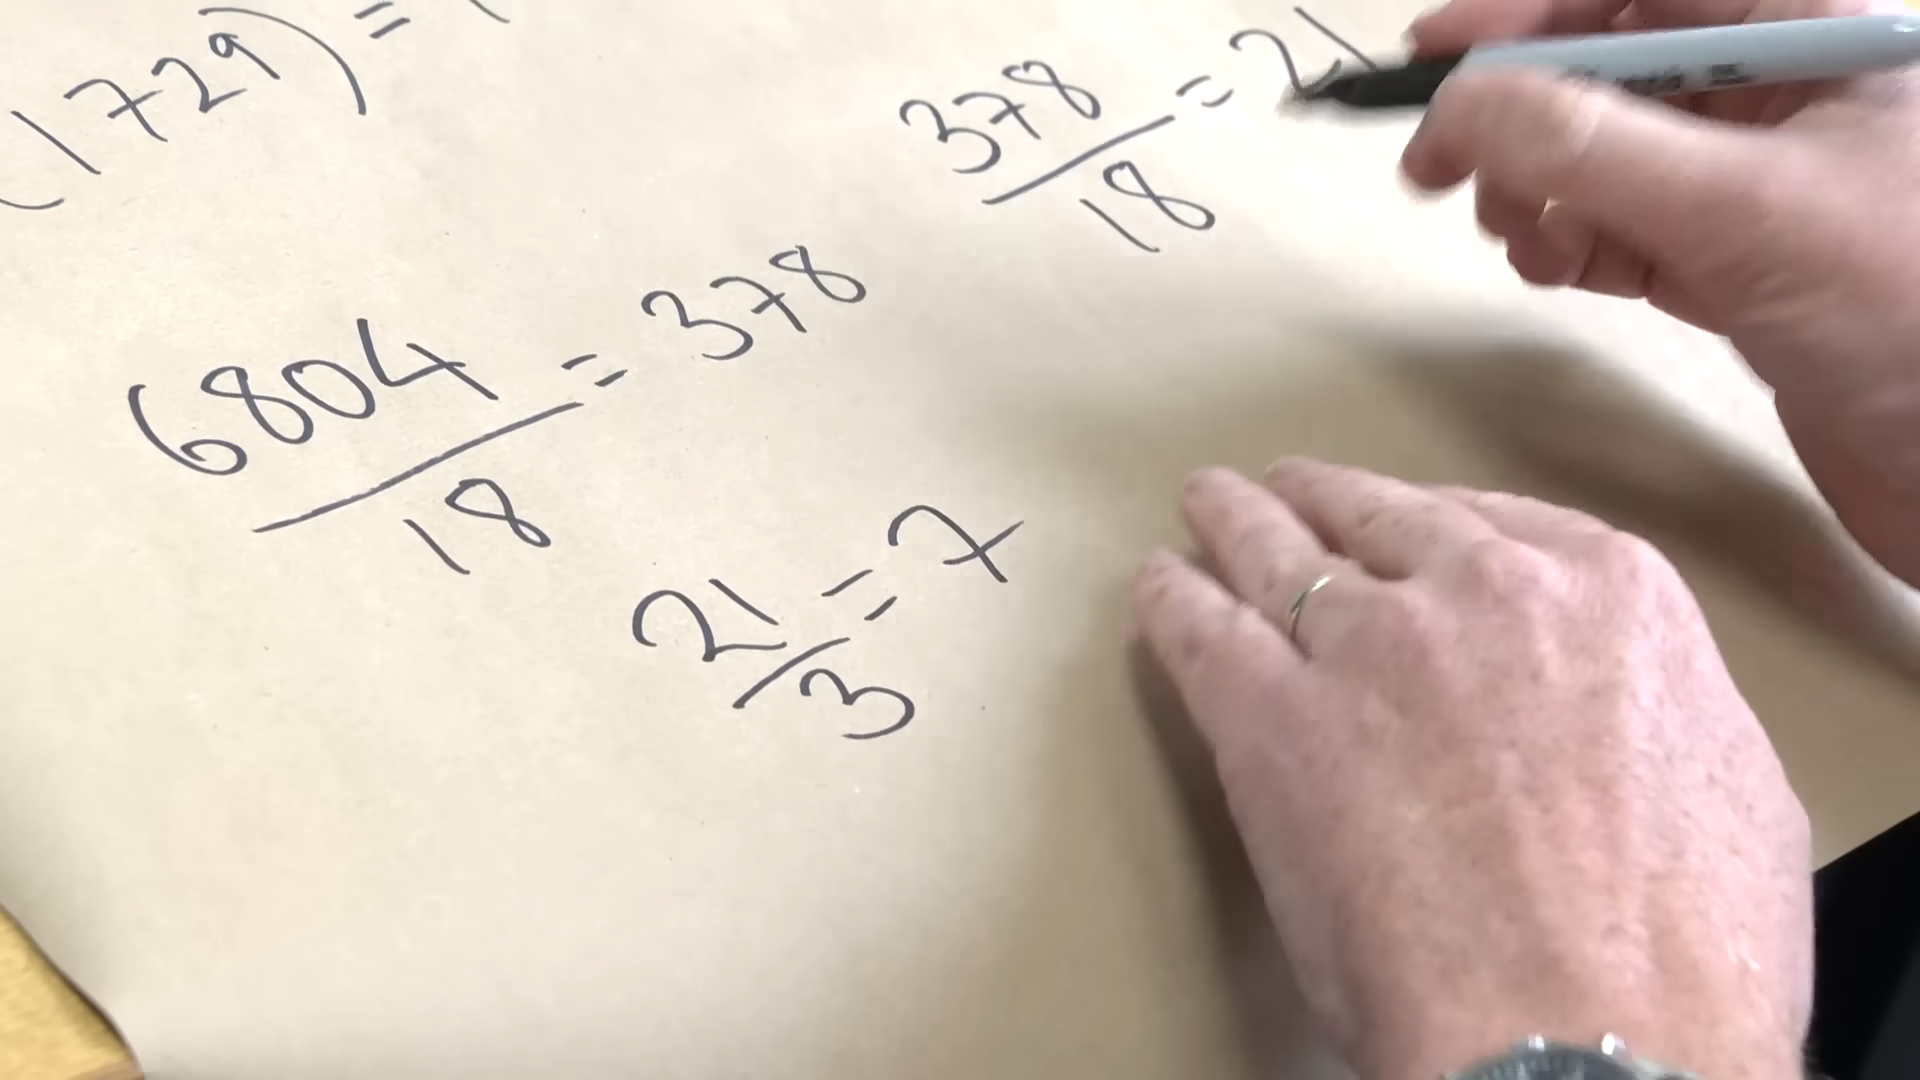 (1729) =
378/18 = 21
6804/18 = 378
21/3 = 7